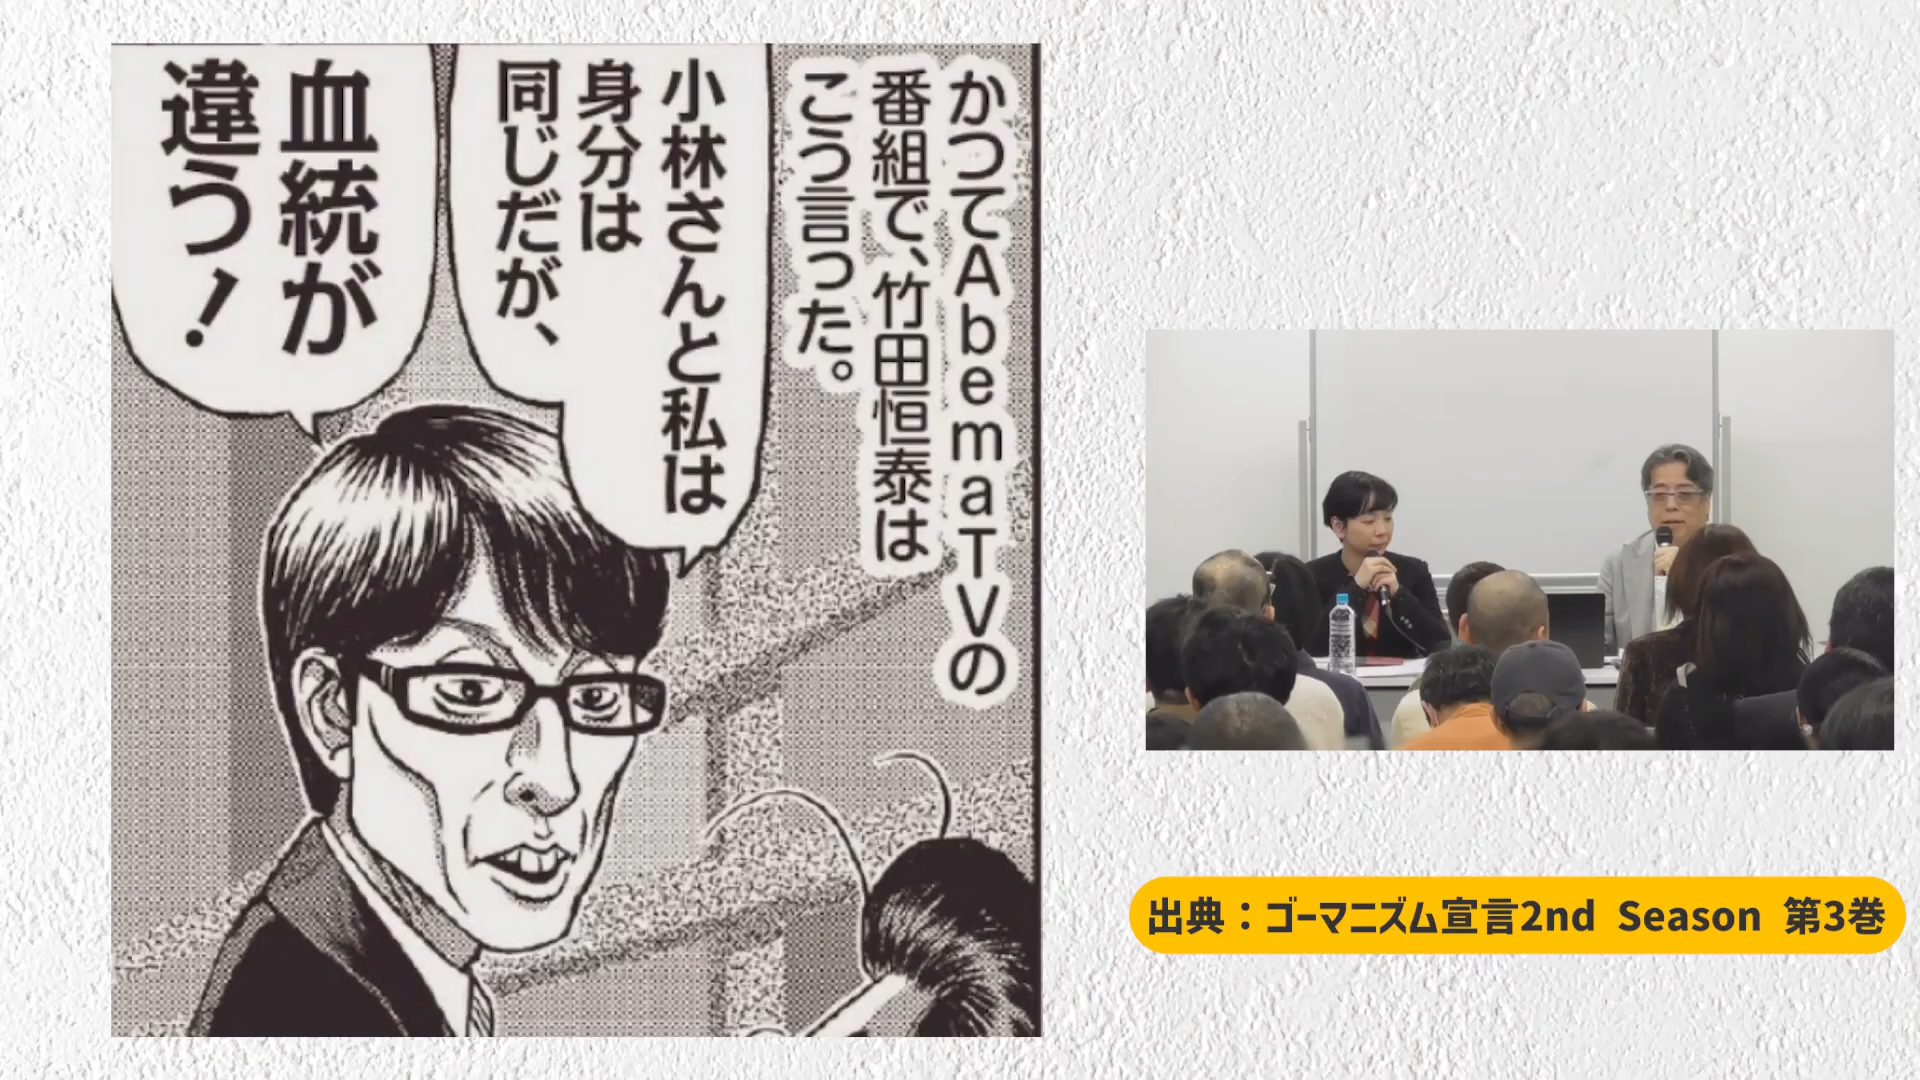 かつてAbemaTVの
番組で、竹田恒泰は
こう言った。
小林さんと私は
身分は
同じだが、
血統が
違う！
出典：ゴーマニズム宣言2nd Season 第3巻